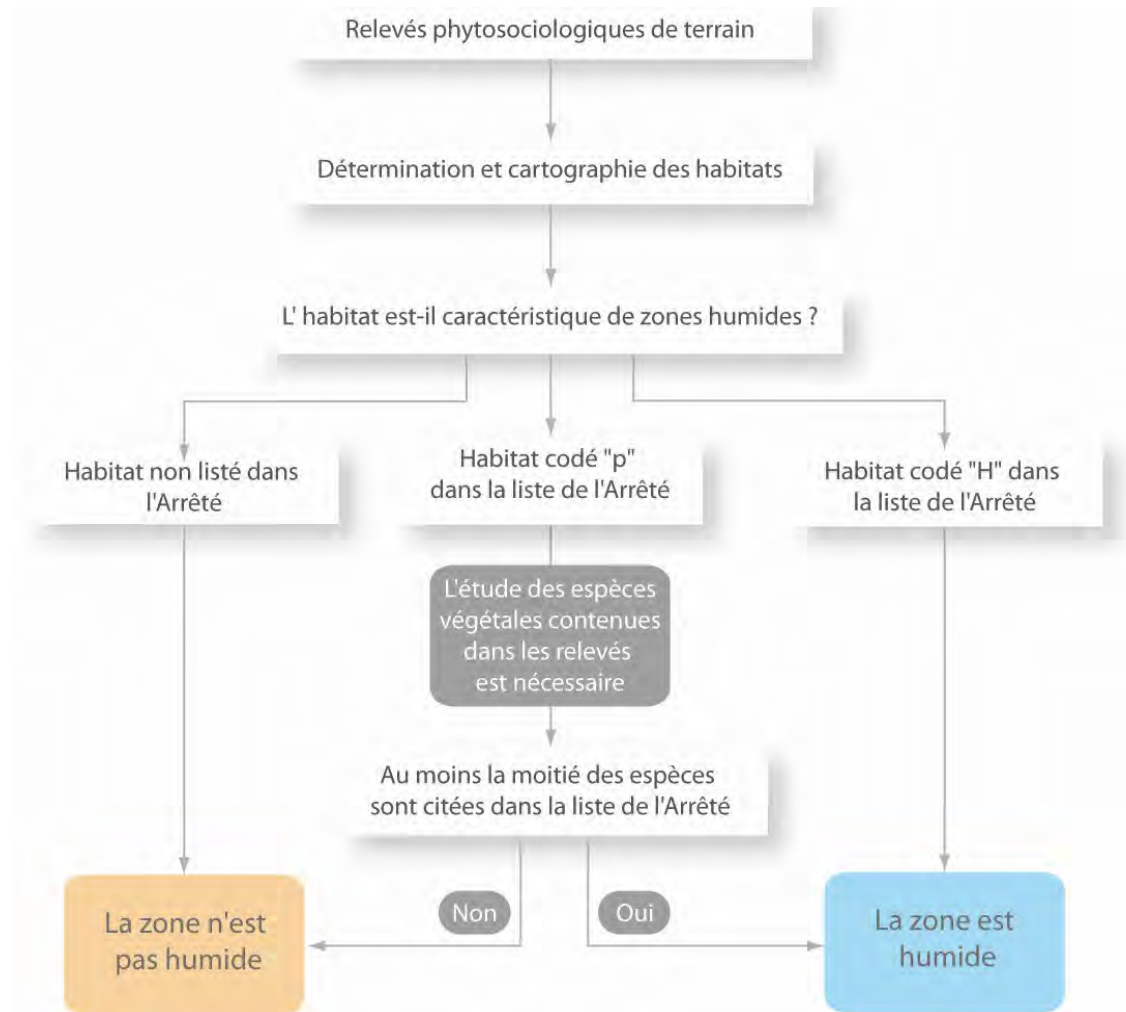 Relevés phytosociologiques de terrain
Détermination et cartographie des habitats
L' habitat est-il caractéristique de zones humides ?
Habitat non listé dans
l'Arrêté
Habitat codé "p"
dans la liste de l'Arrêté
Habitat codé "H" dans
la liste de l'Arrêté
L'étude des espèces
végétales contenues
dans les relevés
est nécessaire
Au moins la moitié des espèces
sont citées dans la liste de l'Arrêté
Non
Oui
La zone n'est
pas humide
La zone est
humide